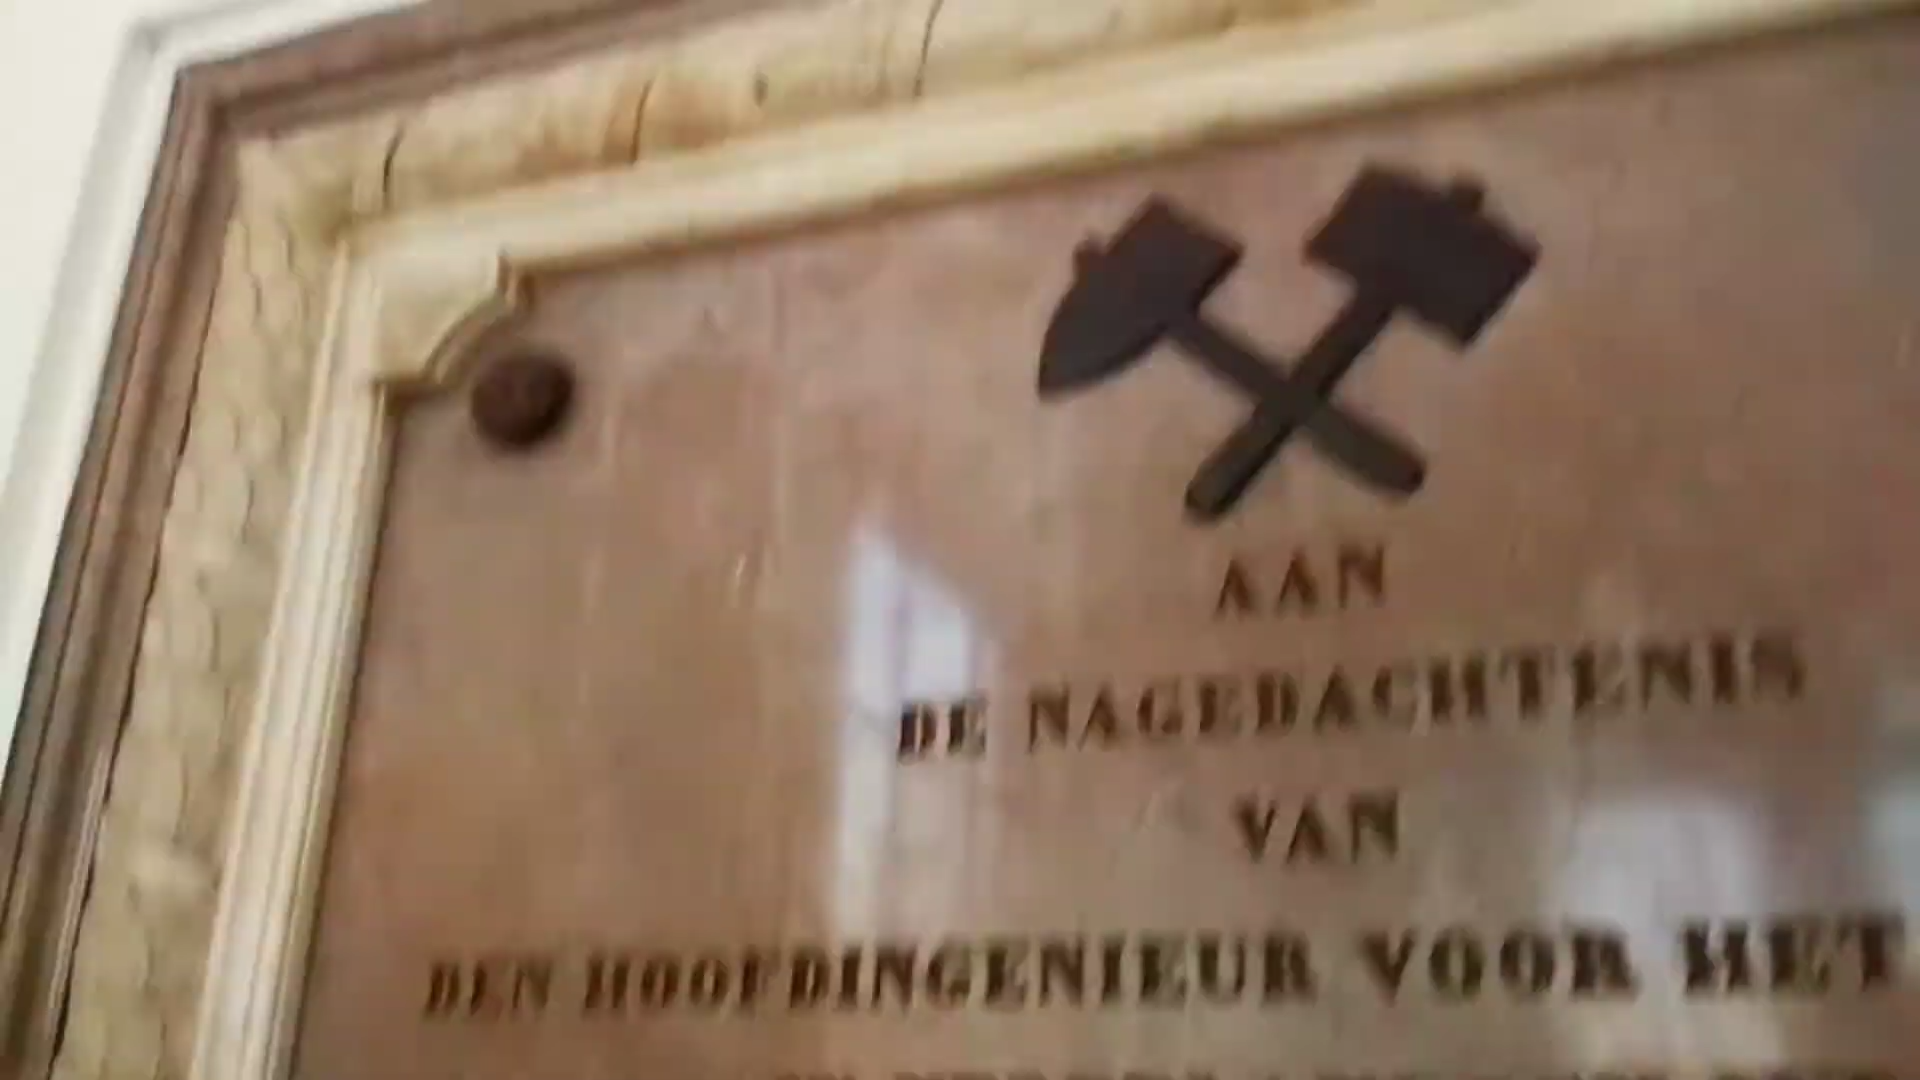 AAN
DE NAGEDACHTENIS
VAN
DEN HOOFDINGENIEUR VOOR HET